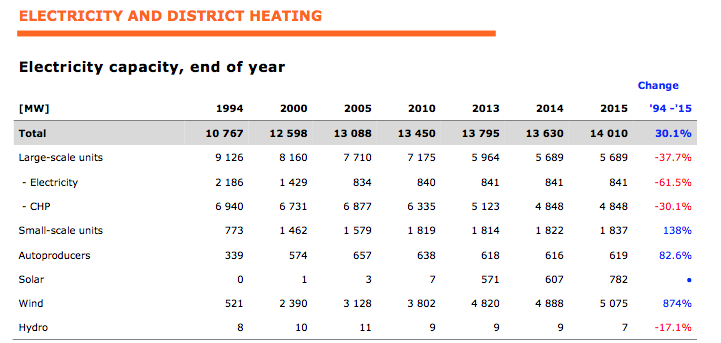 ELECTRICITY AND DISTRICT HEATING
Electricity capacity, end of year
Change
[MW] 1994 2000 2005 2010 2013 2014 2015 '94 -'15
Total 10 767 12 598 13 088 13 450 13 795 13 630 14 010 30.1%
Large-scale units 9 126 8 160 7 710 7 175 5 964 5 689 5 689 -37.7%
- Electricity 2 186 1 429 834 840 841 841 841 -61.5%
- CHP 6 940 6 731 6 877 6 335 5 123 4 848 4 848 -30.1%
Small-scale units 773 1 462 1 579 1 819 1 814 1 822 1 837 138%
Autoproducers 339 574 657 638 618 616 619 82.6%
Solar 0 1 3 7 571 607 782 •
Wind 521 2 390 3 128 3 802 4 820 4 888 5 075 874%
Hydro 8 10 11 9 9 9 7 -17.1%